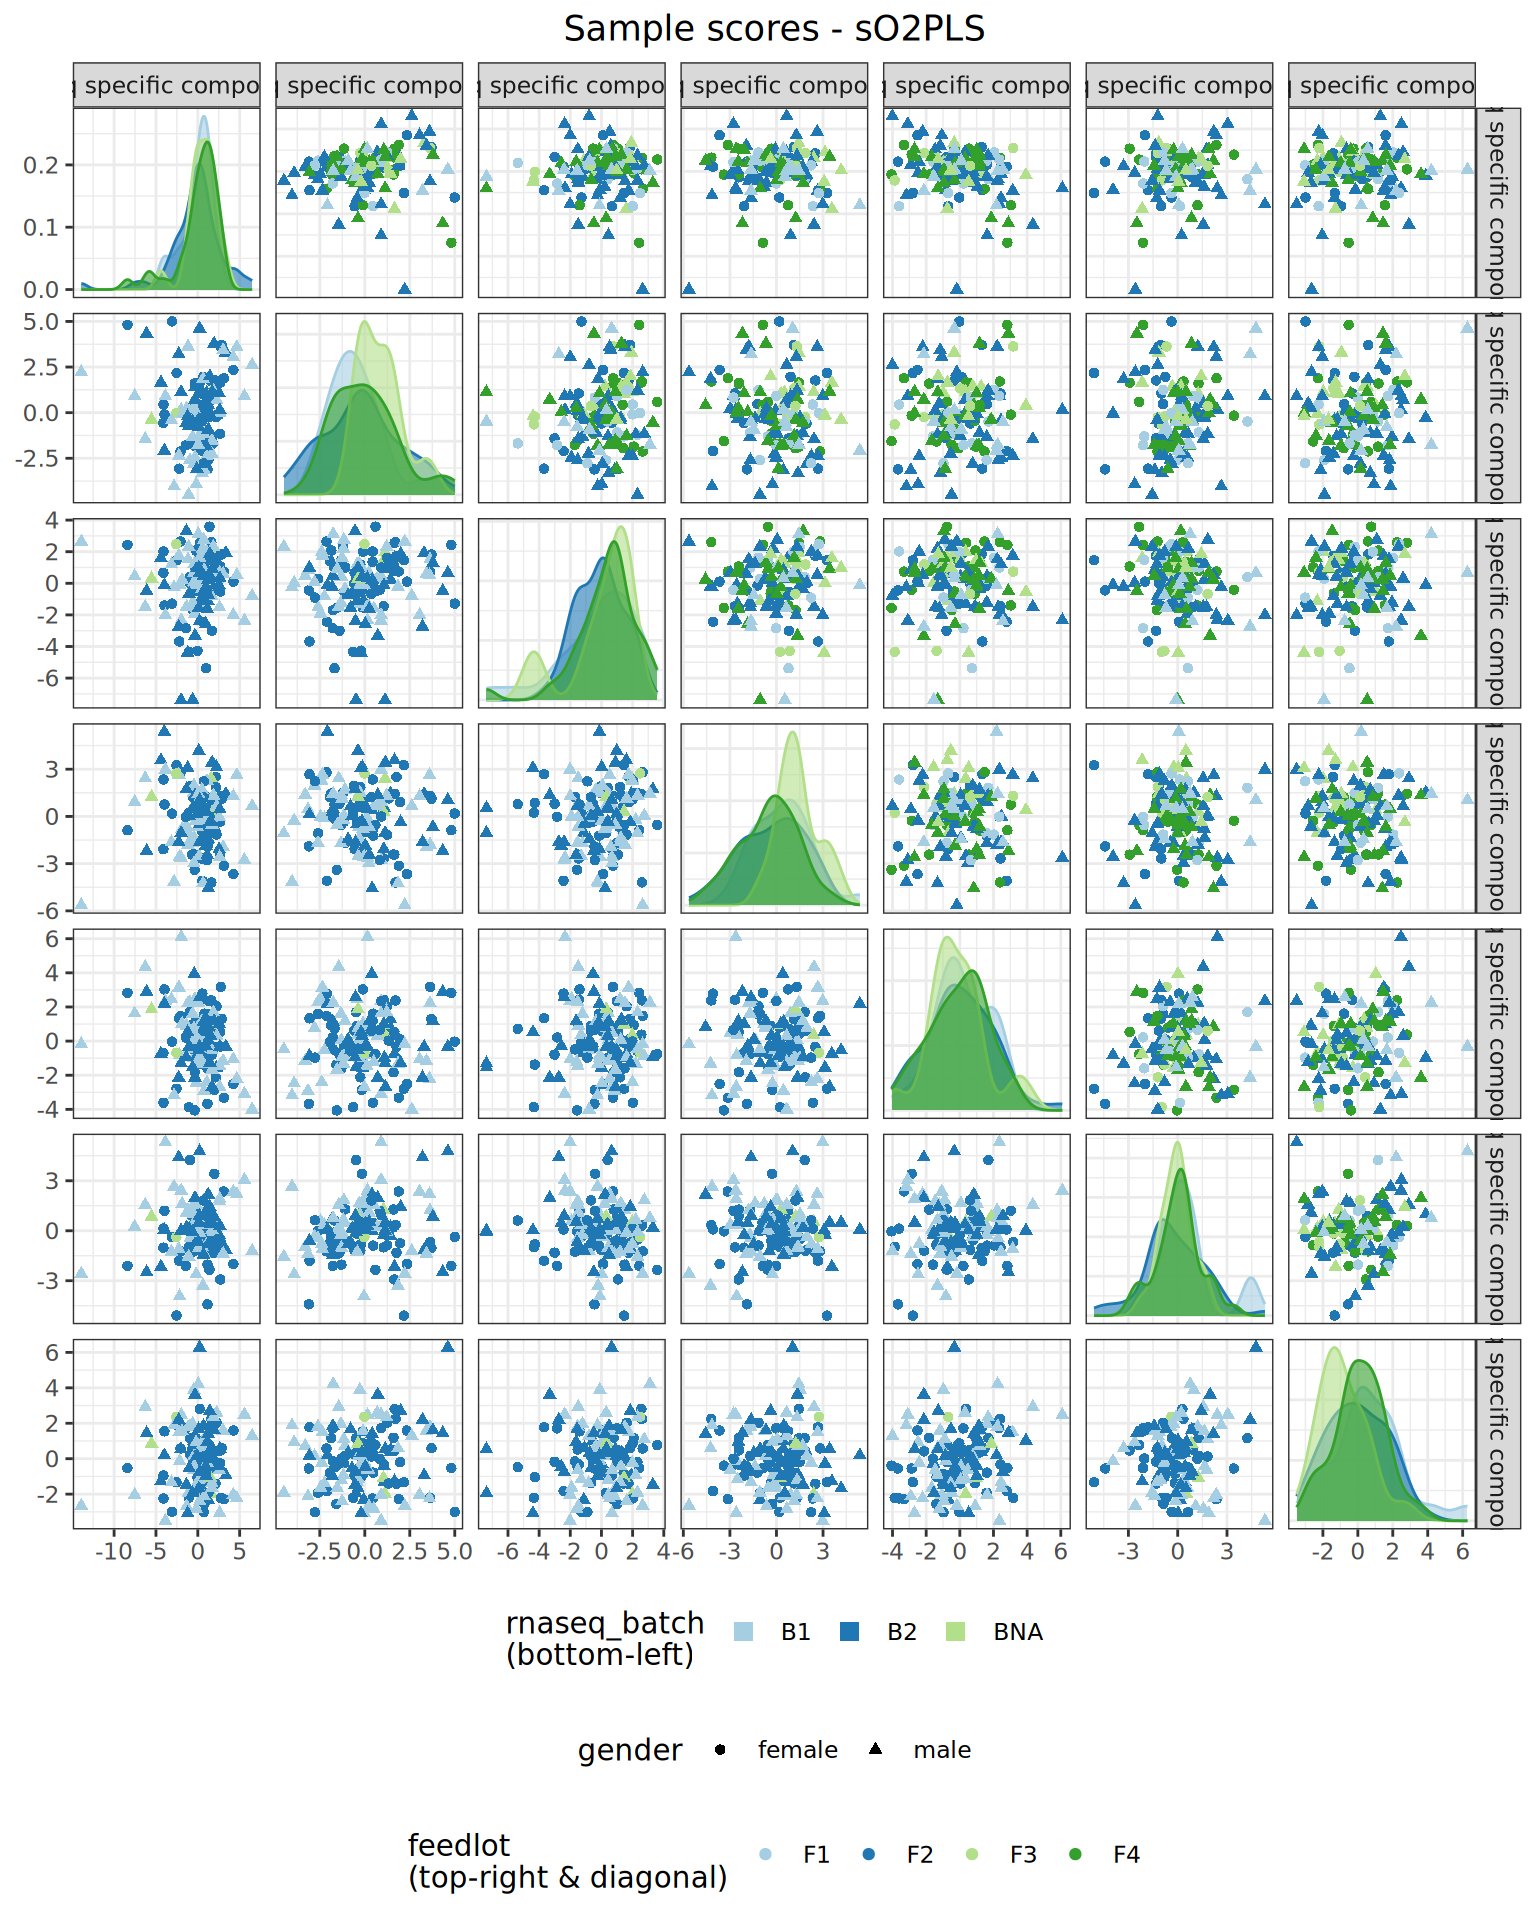 Sample scores - sO2PLS
specific compo specific compo specific compo specific compo specific compo specific compo specific compo
0.2
0.1
0.0
specific compo
5.0
2.5
0.0
-2.5
specific compo
4
2
0
-2
-4
-6
specific compo
3
0
-3
-6
specific compo
6
4
2
0
-2
-4
specific compo
3
0
-3
specific compo
6
4
2
0
-2
specific compo
-10 -5 0 5 -2.5 0.0 2.5 5.0 -6 -4 -2 0 2 4 -6 -3 0 3 -4 -2 0 2 4 6 -3 0 3 -2 0 2 4 6
rnaseq_batch
(bottom-left)
B1 B2 BNA
gender female male
feedlot
(top-right & diagonal)
F1 F2 F3 F4